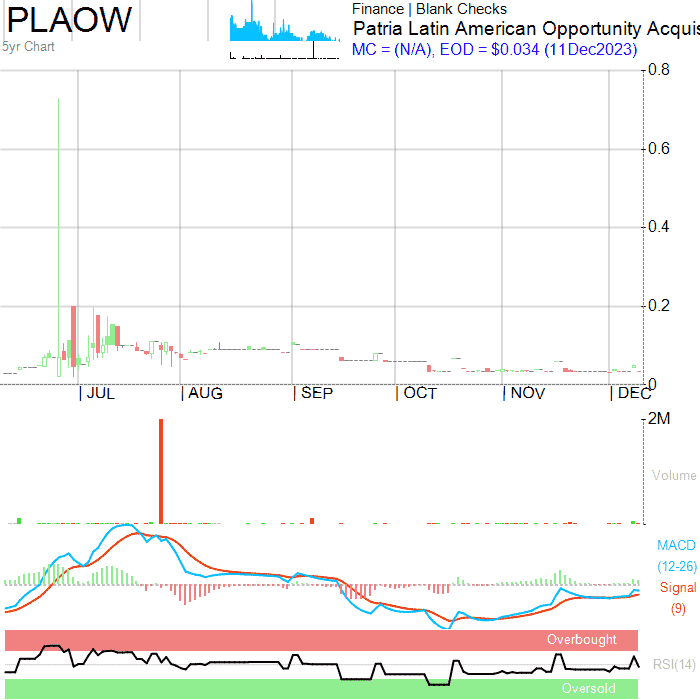 PLAOW
5yr Chart
Finance | Blank Checks
Patria Latin American Opportunity Acquis
MC = (N/A), EOD = $0.034 (11Dec2023)
0.8
0.6
0.4
0.2
0
| JUL | AUG | SEP | OCT | NOV | DEC
2M
Volume
MACD
(12-26)
Signal
(9)
Overbought
RSI(14)
Oversold